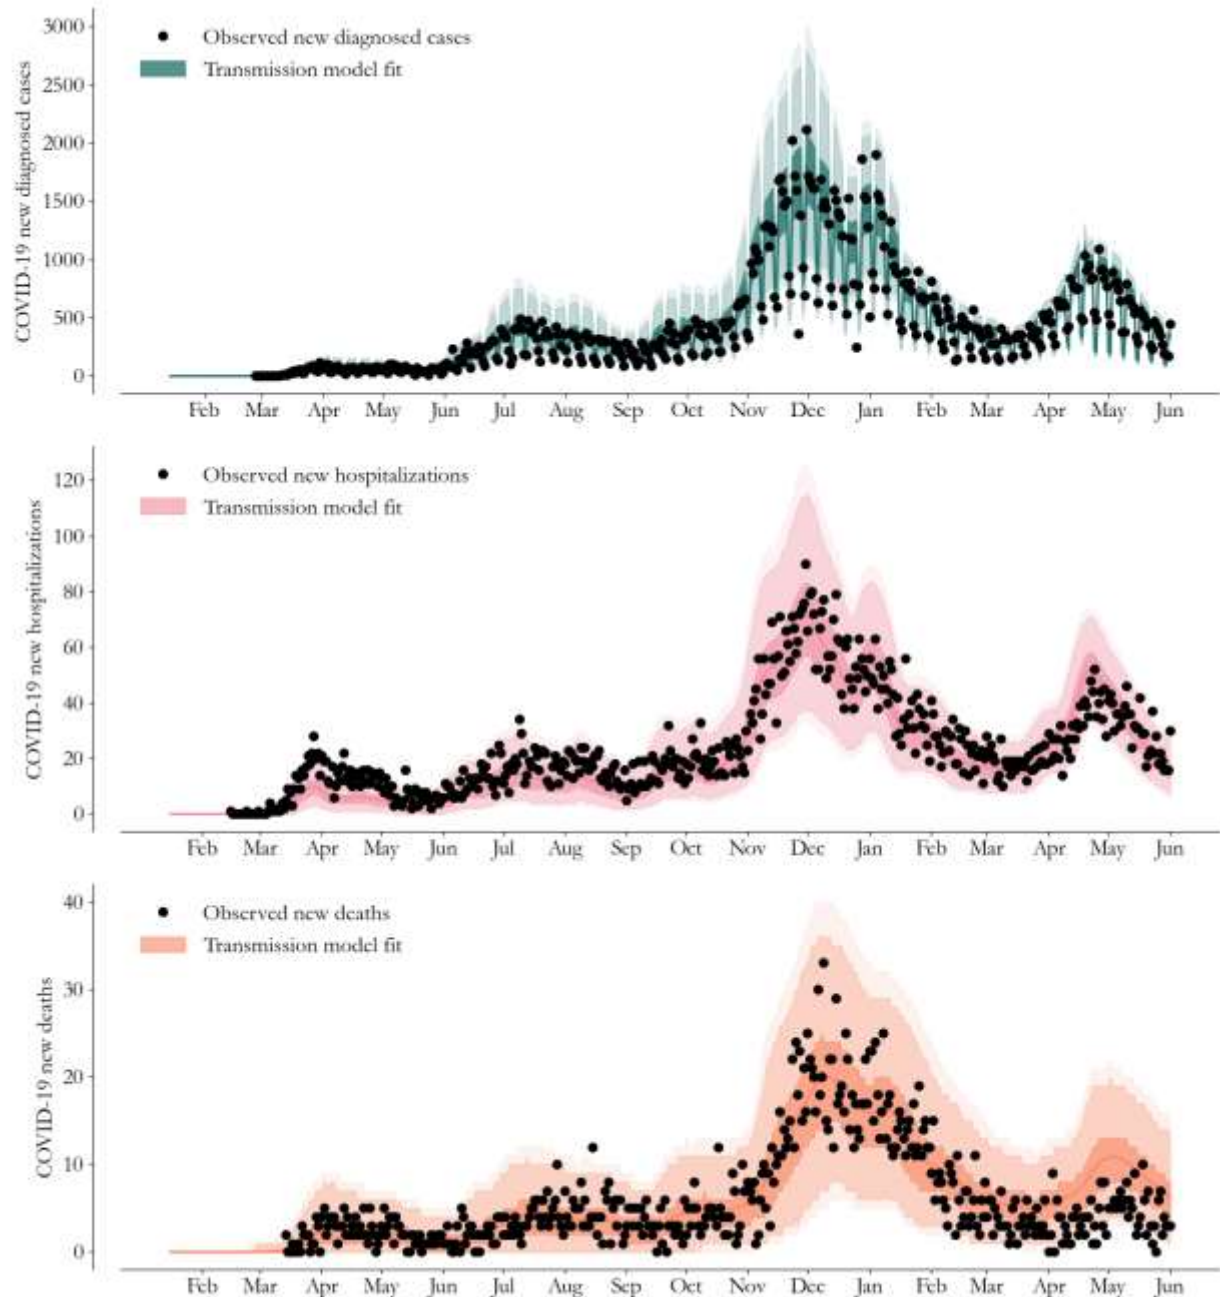 COVID-19 new diagnosed cases
3000
2500
2000
1500
1000
500
0
Observed new diagnosed cases
Transmission model fit
Feb Mar Apr May Jun Jul Aug Sep Oct Nov Dec Jan Feb Mar Apr May Jun
COVID-19 new hospitalizations
120
100
80
60
40
20
0
Observed new hospitalizations
Transmission model fit
Feb Mar Apr May Jun Jul Aug Sep Oct Nov Dec Jan Feb Mar Apr May Jun
COVID-19 new deaths
40
30
20
10
0
Observed new deaths
Transmission model fit
Feb Mar Apr May Jun Jul Aug Sep Oct Nov Dec Jan Feb Mar Apr May Jun